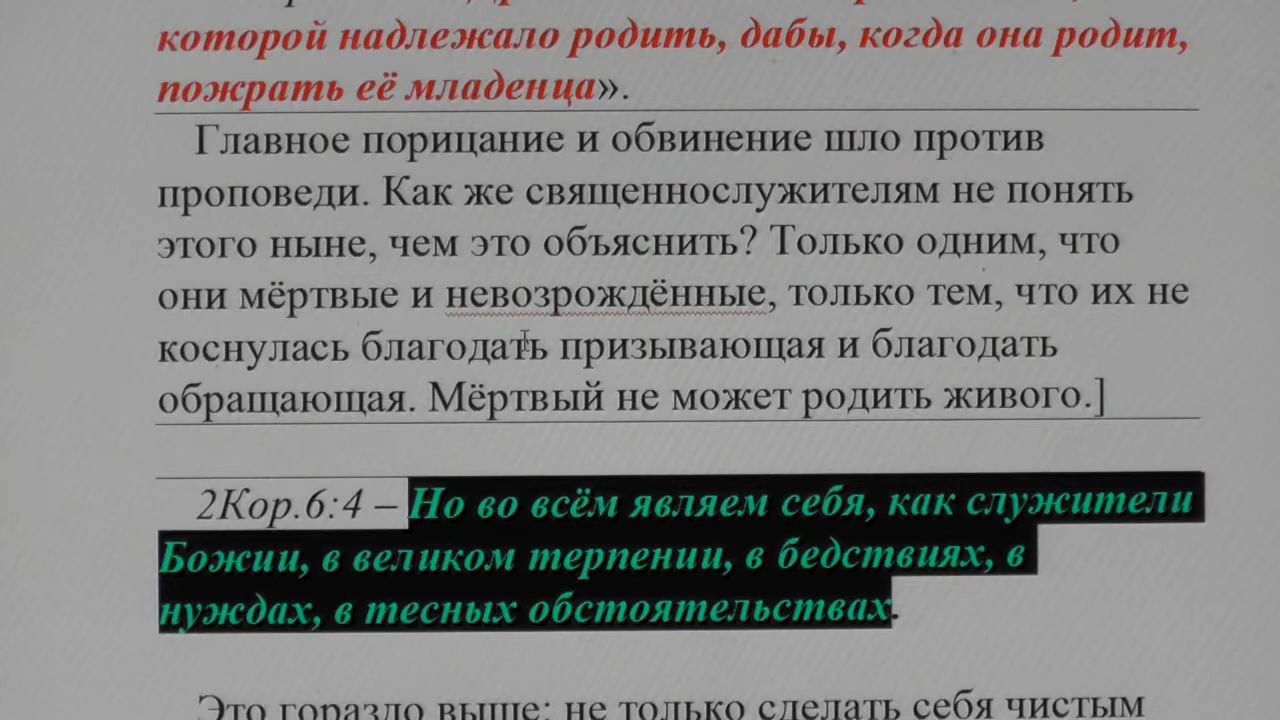 которой надлежало родить, дабы, когда она родит,
пожрать её младенца».
Главное порицание и обвинение шло против
проповеди. Как же священнослужителям не понять
этого ныне, чем это объяснить? Только одним, что
они мёртвые и невозрождённые, только тем, что их не
коснулась благодать призывающая и благодать
обращающая. Мёртвый не может родить живого.]
2Кор.6:4 – Но во всём являем себя, как служители
Божии, в великом терпении, в бедствиях, в
нуждах, в тесных обстоятельствах.
Это гораздо выше: не только сделать себя чистым